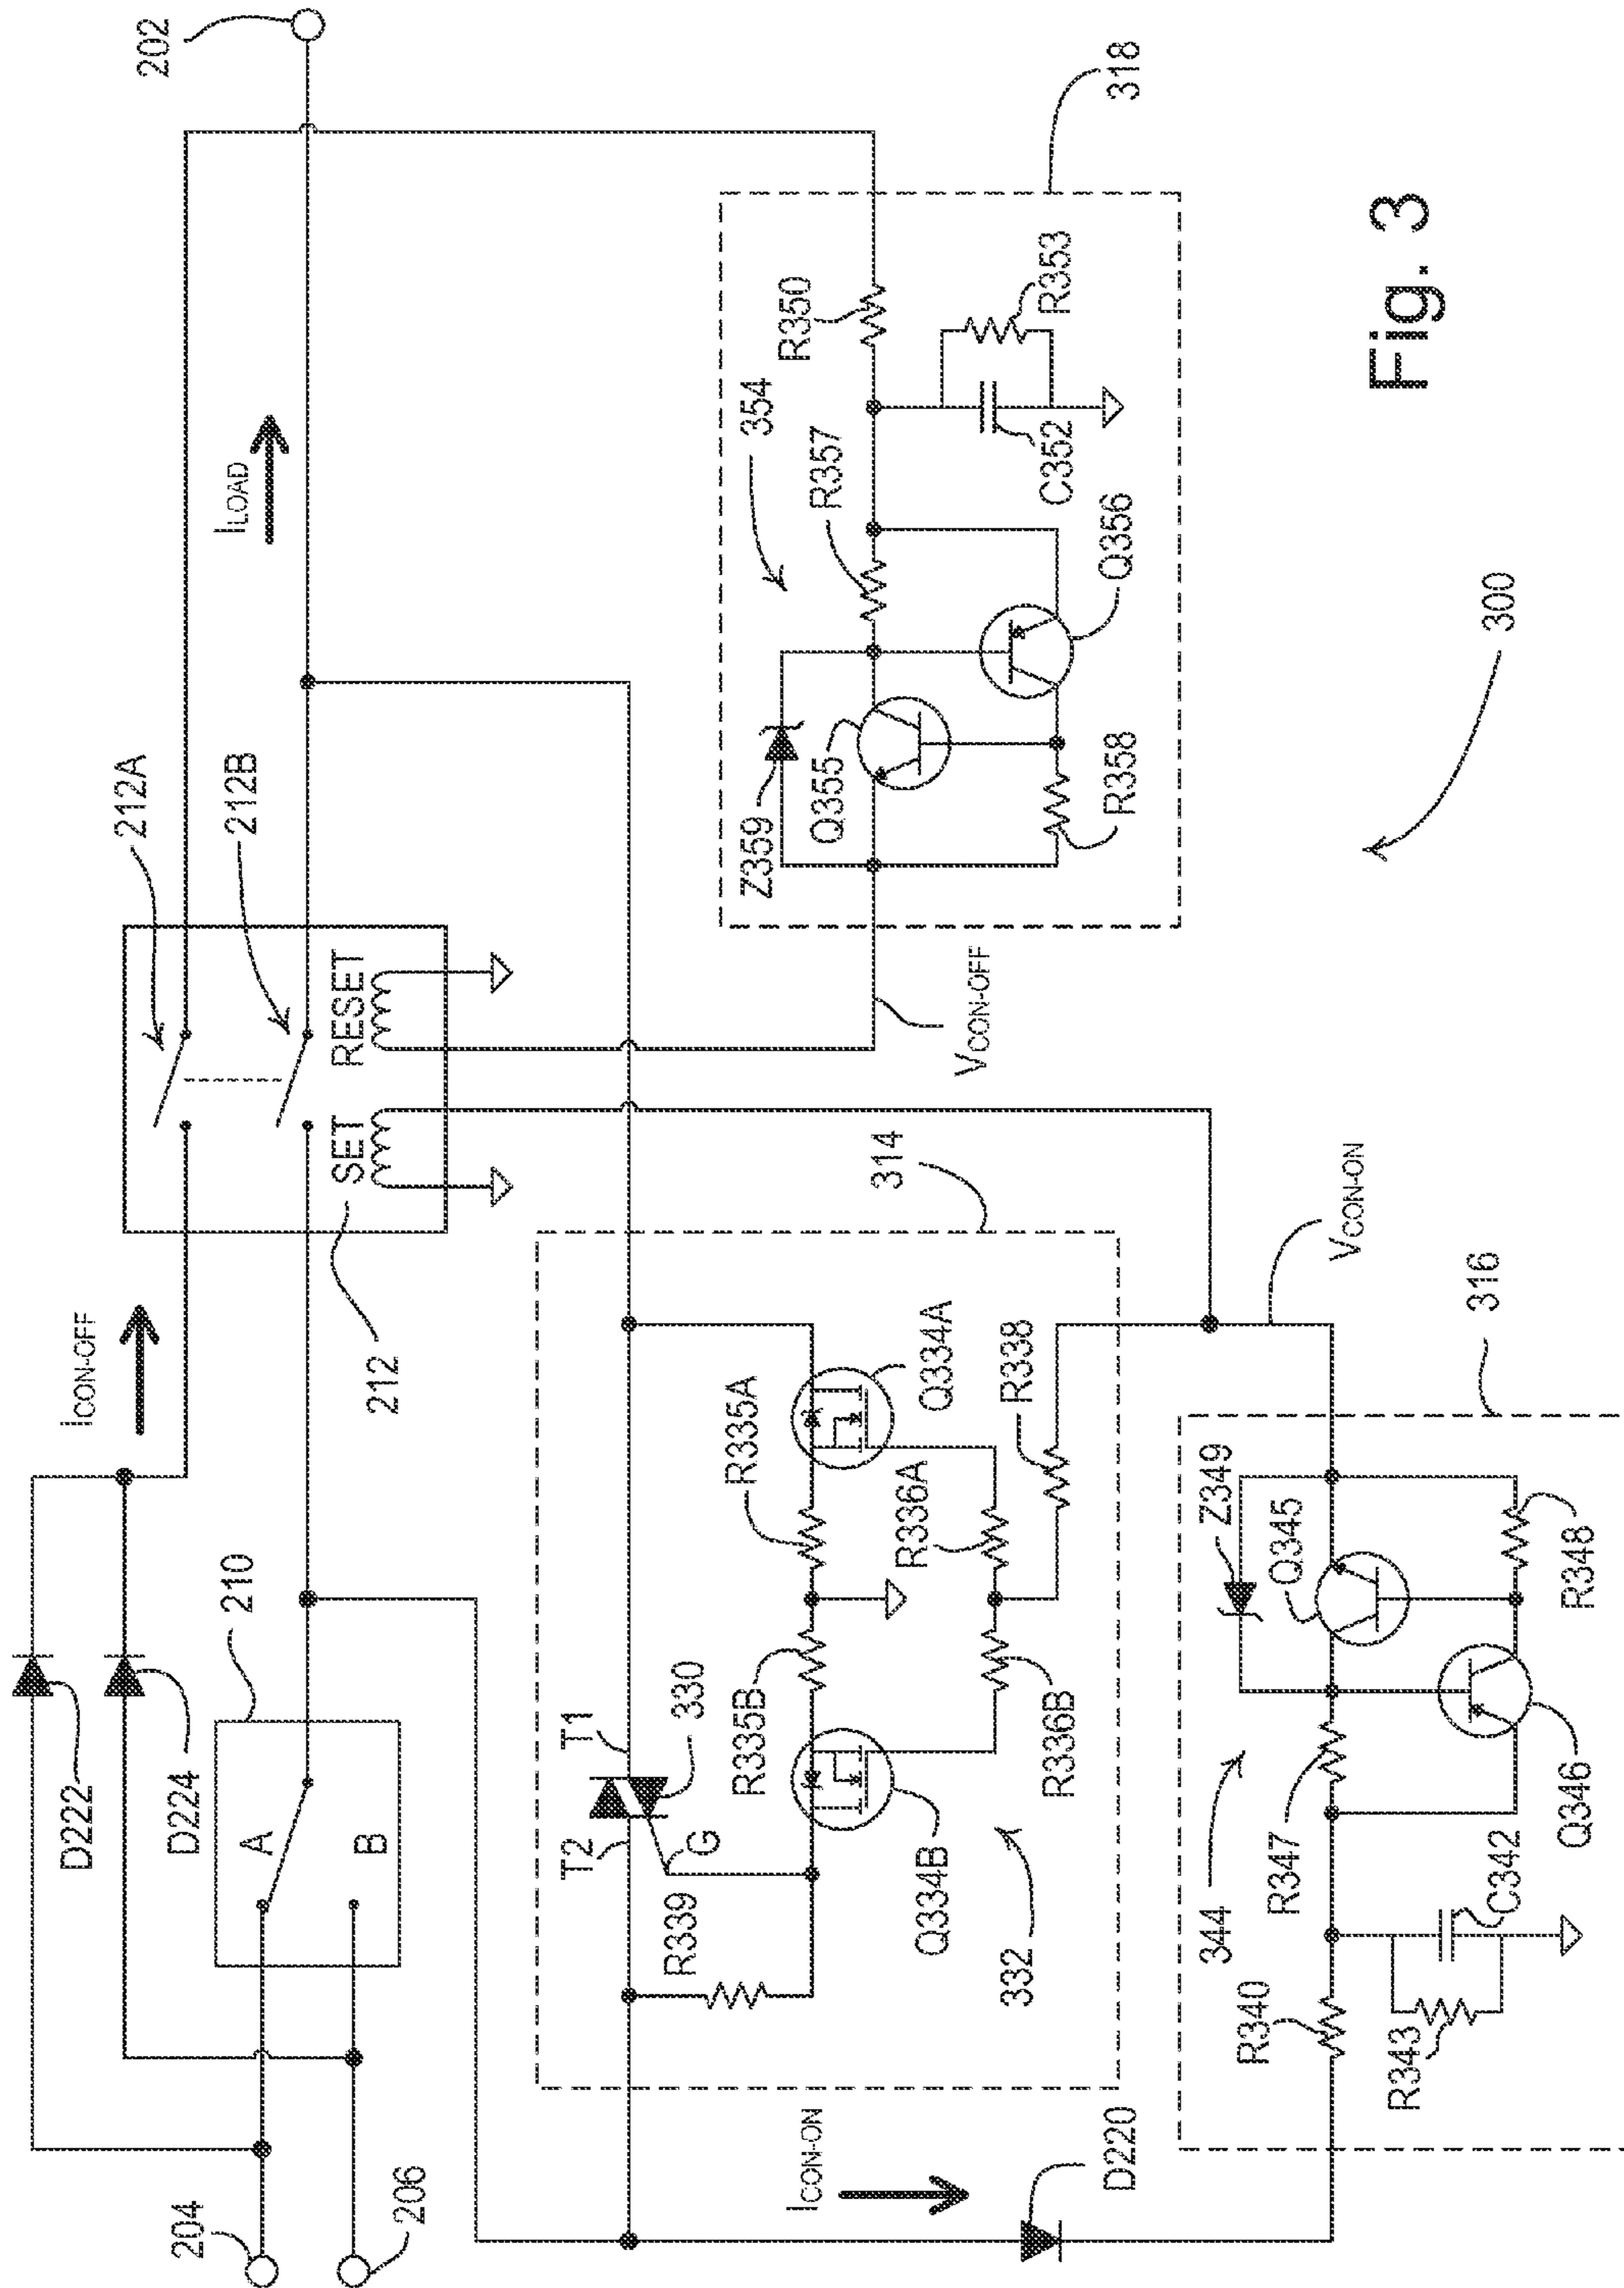 204
206
D222
D224
210
A
B
ICON-OFF
212
212A
212B
SET
RESET
ILOAD
202
ICON-ON
D220
R339
T2
T1
G
330
R335B
R335A
Q334B
Q334A
332
R336B
R336A
R338
314
VCON-OFF
Z359
Q355
R357
354
R350
R358
Q356
C352
R353
318
VCON-ON
316
R340
R343
344
C342
R347
Q346
Z349
Q345
R348
300
Fig. 3